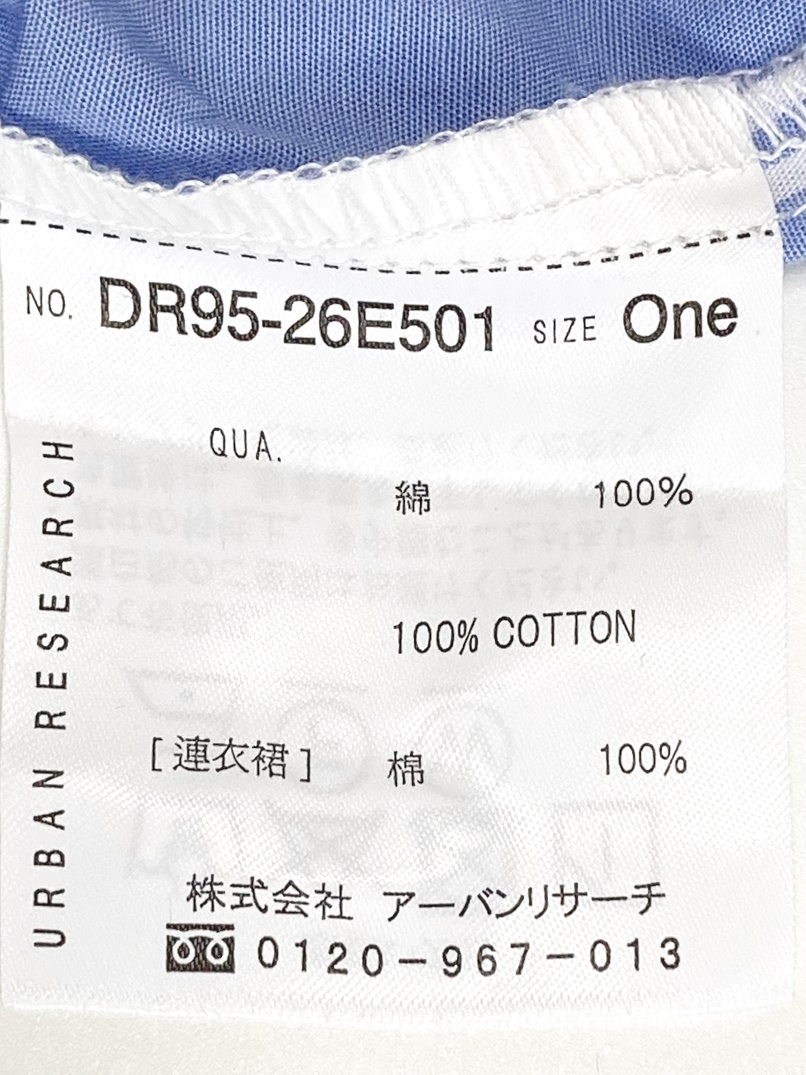 NO. DR95-26E501 SIZE One
QUA.
綿 100%
100% COTTON
[連衣裙] 棉 100%
株式会社 アーバンリサーチ
0120-967-013
URBAN RESEARCH